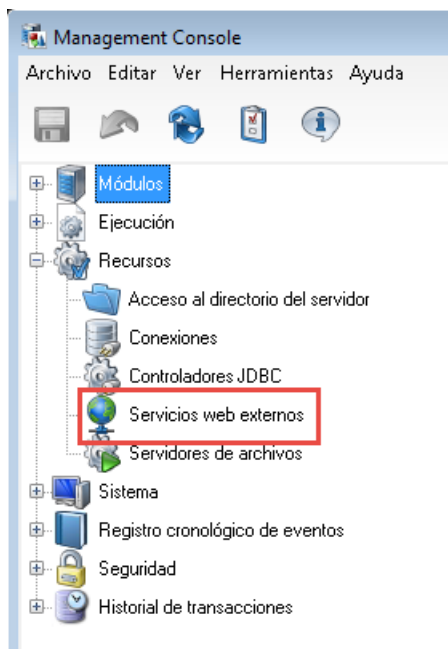 Management Console
Archivo Editar Ver Herramientas Ayuda
Módulos
Ejecución
Recursos
Acceso al directorio del servidor
Conexiones
Controladores JDBC
Servicios web externos
Servidores de archivos
Sistema
Registro cronológico de eventos
Seguridad
Historial de transacciones